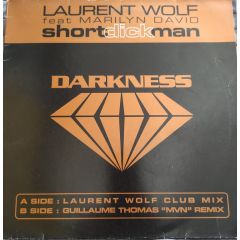 LAURENT WOLF
feat MARILYN DAVID
shortdickman
DARKNESS
A SIDE : LAURENT WOLF CLUB MIX
B SIDE : GUILLAUME THOMAS "MVN" REMIX